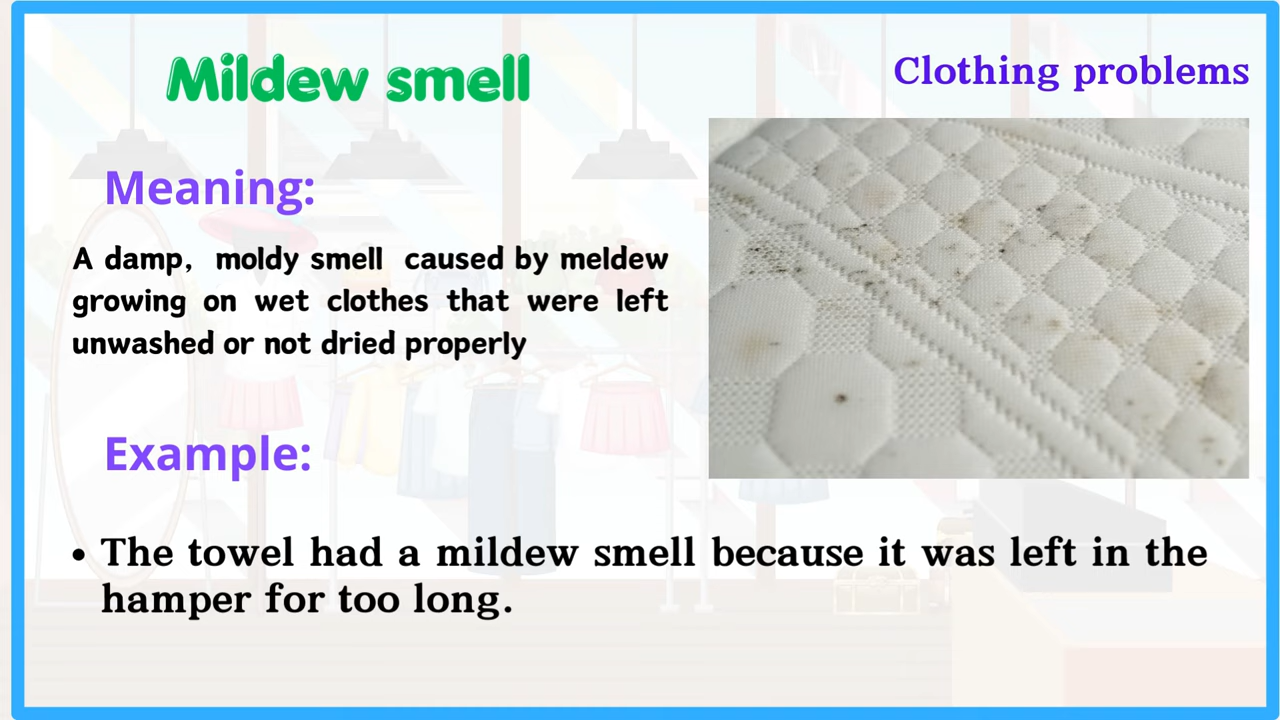 Mildew smell
Clothing problems
Meaning:
A damp, moldy smell caused by meldew
growing on wet clothes that were left
unwashed or not dried properly
Example:
• The towel had a mildew smell because it was left in the
hamper for too long.